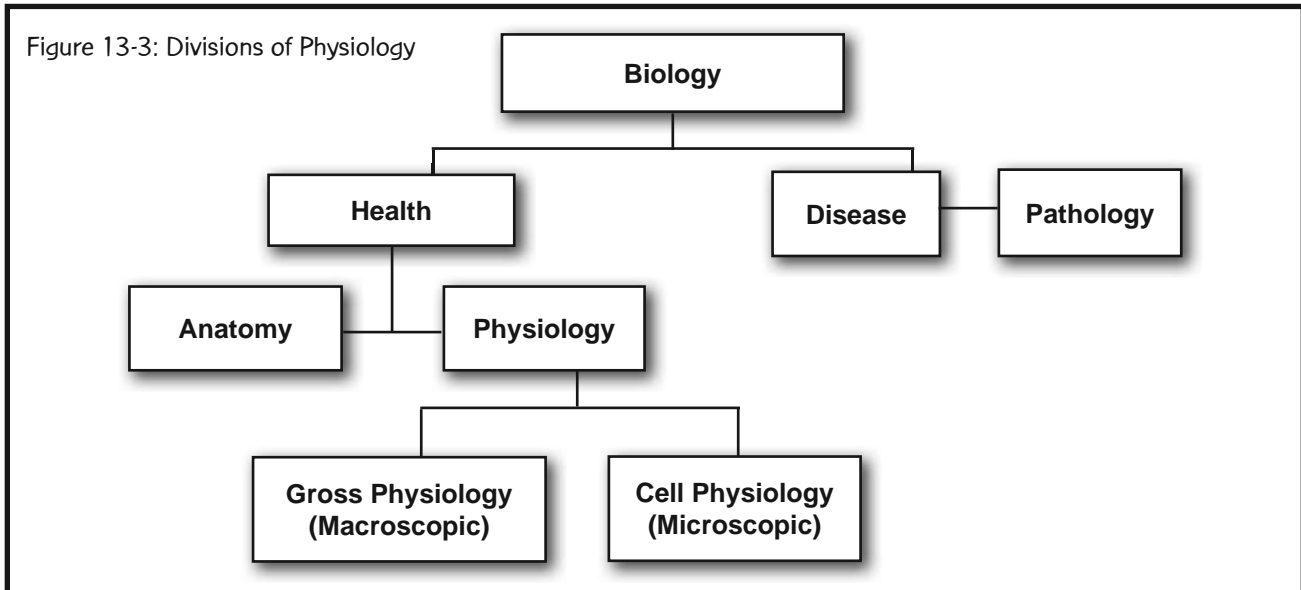 Figure 13-3: Divisions of Physiology
Biology
Health
Disease
Pathology
Anatomy
Physiology
Gross Physiology
(Macroscopic)
Cell Physiology
(Microscopic)